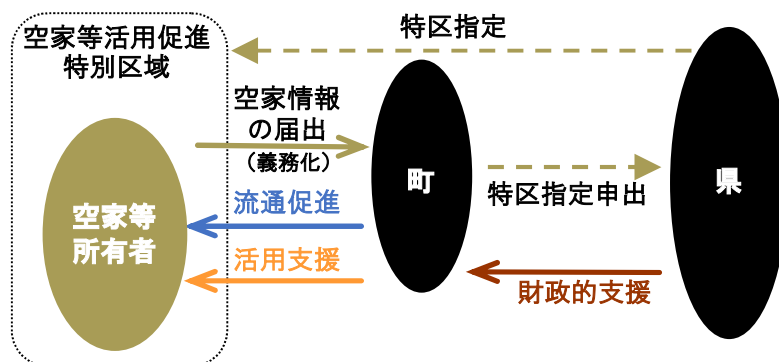 空家等活用促進
特別区域
特区指定
空家情報
の届出
（義務化）
町
県
特区指定申出
空家等
所有者
流通促進
活用支援
財政的支援